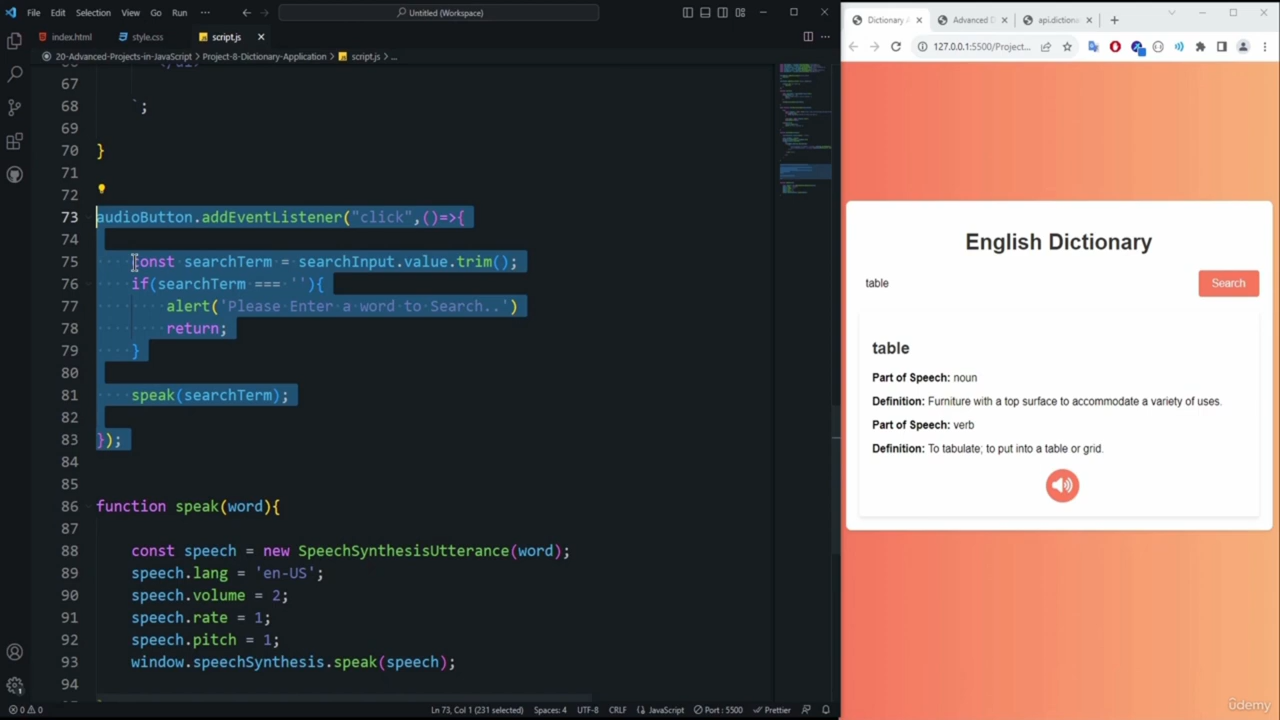 File Edit Selection View Go Run ··· Untitled (Workspace)
index.html style.css script.js
20-Advanced-Projects-in-JavaScript > Project-8-Dictionary-Application > script.js > ...
67
68 `;
69
70 }
71
72
73 audioButton.addEventListener("click",()=>{
74
75 const searchTerm = searchInput.value.trim();
76 if(searchTerm === ''){
77 alert('Please Enter a word to Search..')
78 return;
79 }
80
81 speak(searchTerm);
82
83 });
84
85
86 function speak(word){
87
88 const speech = new SpeechSynthesisUtterance(word);
89 speech.lang = 'en-US';
90 speech.volume = 2;
91 speech.rate = 1;
92 speech.pitch = 1;
93 window.speechSynthesis.speak(speech);
94
0 0 Ln 73, Col 1 (231 selected) Spaces: 4 UTF-8 CRLF JavaScript Port : 5500 Prettier
Dictionary A Advanced D api.dictiona
127.0.0.1:5500/Projec...
English Dictionary
table Search
table
Part of Speech: noun
Definition: Furniture with a top surface to accommodate a variety of uses.
Part of Speech: verb
Definition: To tabulate; to put into a table or grid.
ûdemy